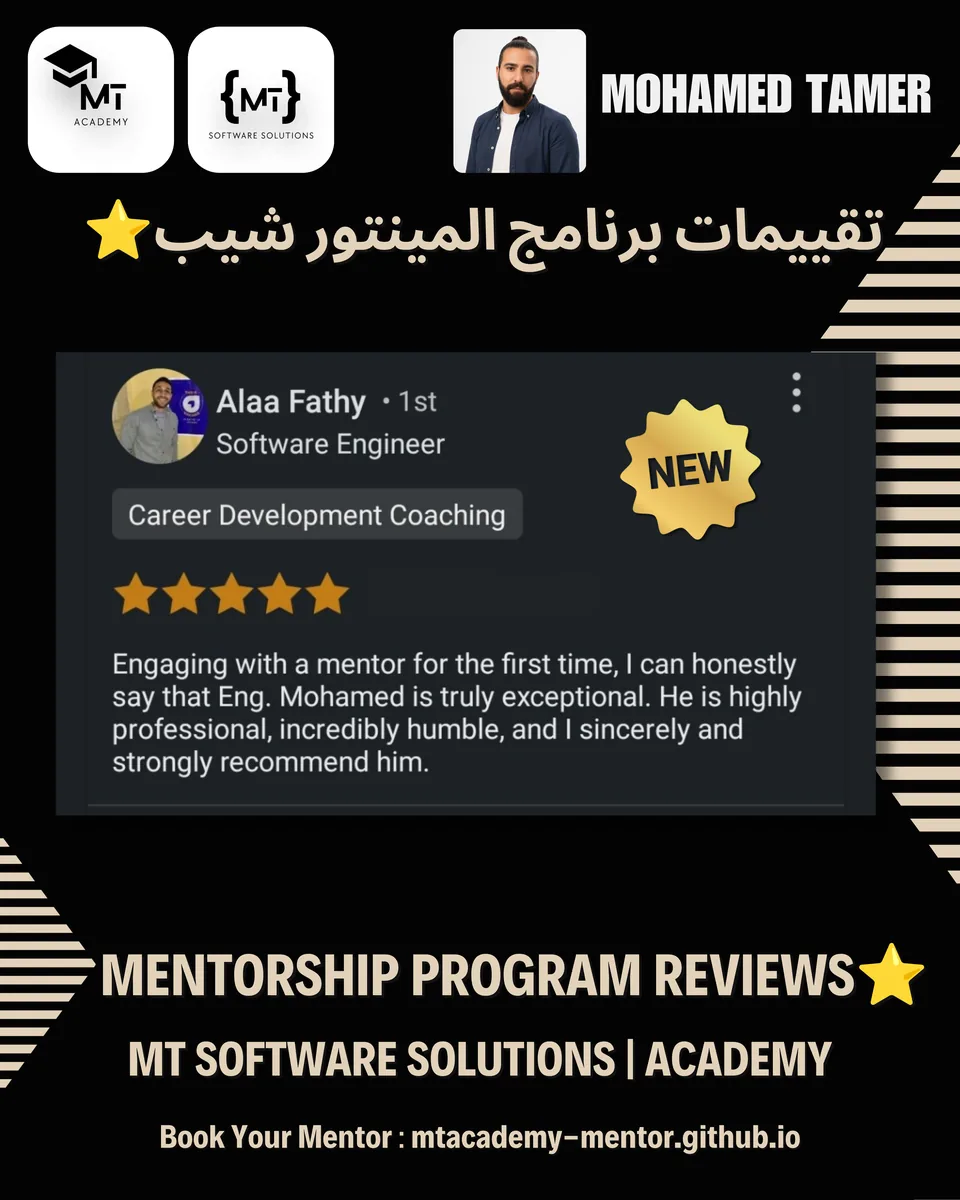 MT
ACADEMY
{MT}
SOFTWARE SOLUTIONS
MOHAMED TAMER
تقييمات برنامج المينتور شيب⭐
Alaa Fathy • 1st
Software Engineer
NEW
Career Development Coaching
Engaging with a mentor for the first time, I can honestly
say that Eng. Mohamed is truly exceptional. He is highly
professional, incredibly humble, and I sincerely and
strongly recommend him.
MENTORSHIP PROGRAM REVIEWS⭐
MT SOFTWARE SOLUTIONS | ACADEMY
Book Your Mentor : mtacademy-mentor.github.io